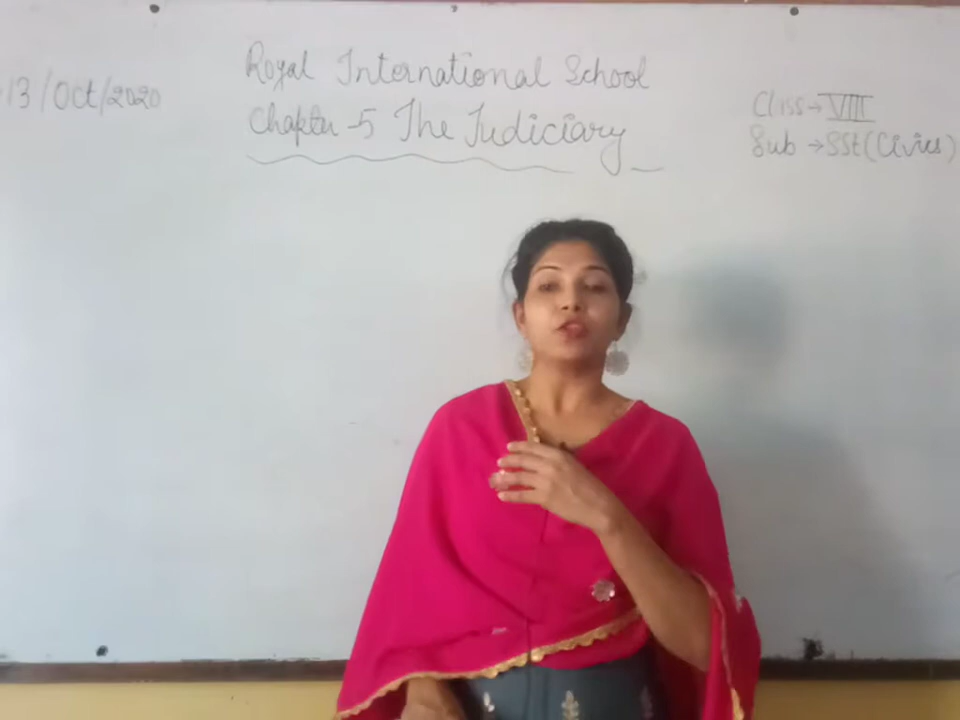 13/Oct/2020
Royal International School
Chapter-5 The Judiciary
Class→VIII
Sub→SSt(Civics)